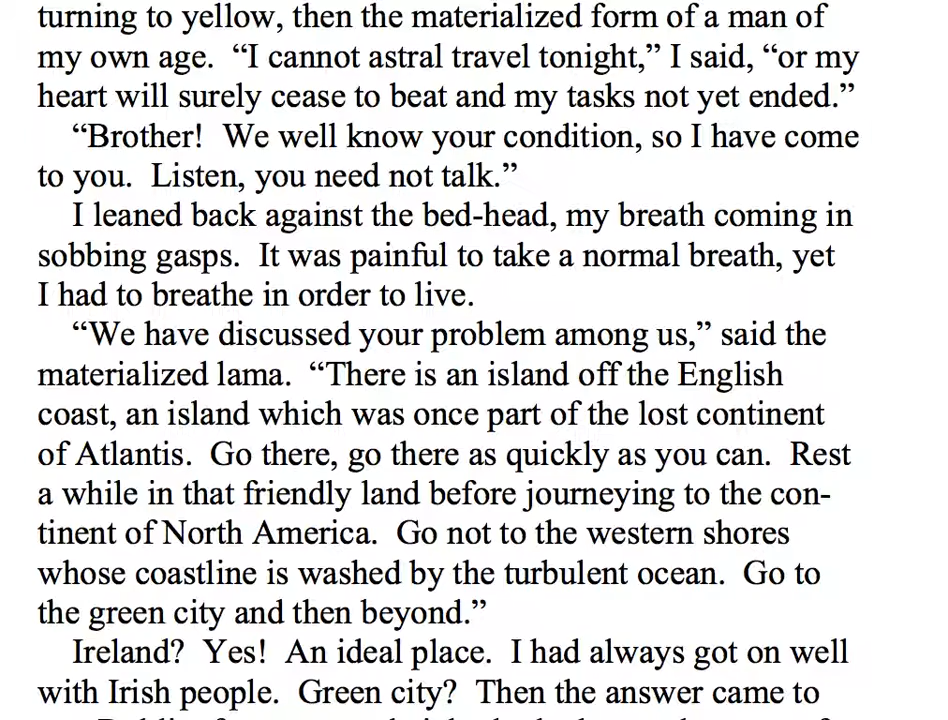 turning to yellow, then the materialized form of a man of
my own age.  “I cannot astral travel tonight,” I said, “or my
heart will surely cease to beat and my tasks not yet ended.”
“Brother!  We well know your condition, so I have come
to you.  Listen, you need not talk.”
I leaned back against the bed-head, my breath coming in
sobbing gasps.  It was painful to take a normal breath, yet
I had to breathe in order to live.
“We have discussed your problem among us,” said the
materialized lama.  “There is an island off the English
coast, an island which was once part of the lost continent
of Atlantis.  Go there, go there as quickly as you can.  Rest
a while in that friendly land before journeying to the con-
tinent of North America.  Go not to the western shores
whose coastline is washed by the turbulent ocean.  Go to
the green city and then beyond.”
Ireland?  Yes!  An ideal place.  I had always got on well
with Irish people.  Green city?  Then the answer came to